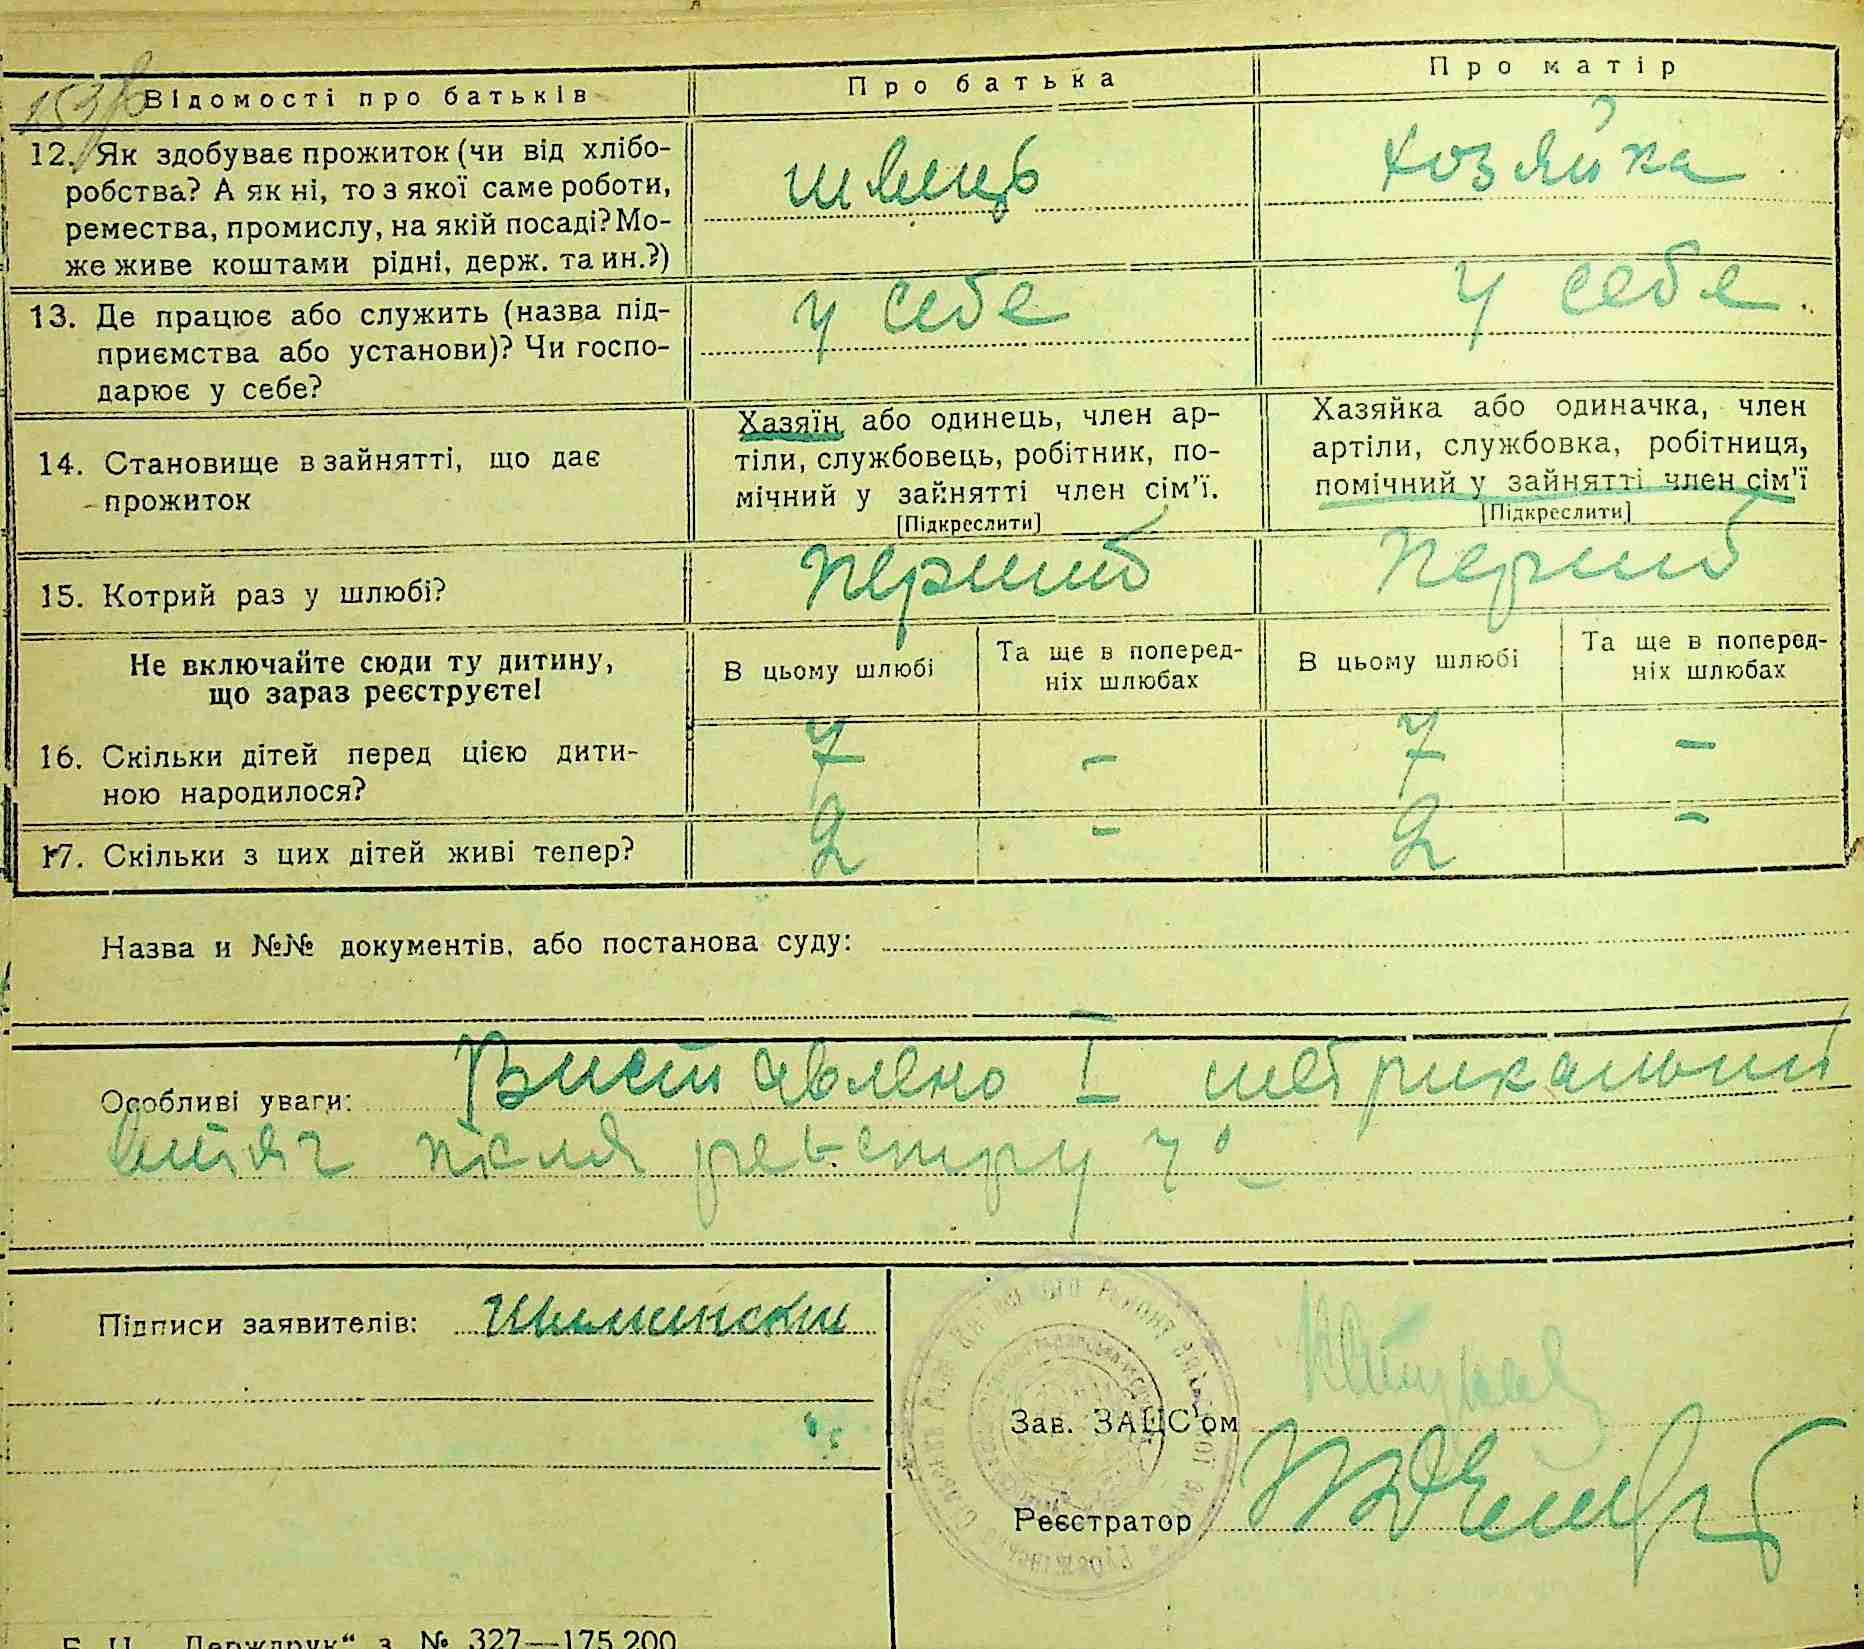 Відомості про батьків
Про батька
Про матір
12. Як здобуває прожиток (чи від хлібо-
робства? А як ні, то з якої саме роботи,
ремества, промислу, на якій посаді? Мо-
же живе коштами рідні, держ. та ин.?)
швець
хозяйка
13. Де працює або служить (назва під-
приємства або установи)? Чи госпо-
дарює у себе?
у себе
у себе
14. Становище в зайнятті, що дає
прожиток
Хазяїн або одинець, член ар-
тіли, службовець, робітник, по-
мічний у зайнятті член сім'ї.
[Підкреслити]
Хазяйка або одиначка, член
артіли, службовка, робітниця,
помічний у зайнятті член сім'ї
[Підкреслити]
15. Котрий раз у шлюбі?
перший
перший
Не включайте сюди ту дитину,
що зараз реєструєте!
В цьому шлюбі
Та ще в поперед-
ніх шлюбах
В цьому шлюбі
Та ще в поперед-
ніх шлюбах
16. Скільки дітей перед цією дити-
ною народилося?
7 - 7 -
17. Скільки з цих дітей живі тепер?
2 - 2 -
Назва и №№ документів, або постанова суду:
Особливі уваги: Виставлено I метрикальний
витяг після реєстру ч°
Підписи заявителів:
Зав. ЗАЦС'ом
Реєстратор
Б. Ц. „Держдрук“ з. № 327—175.200